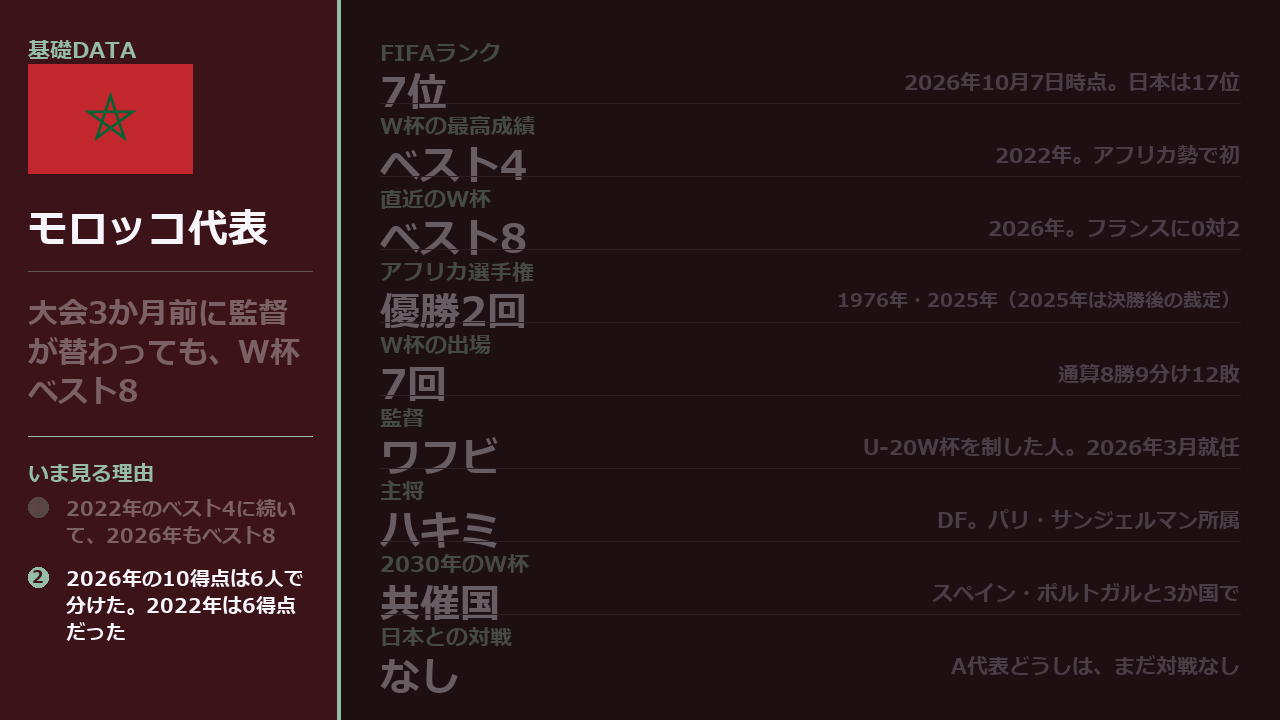 基礎DATA
モロッコ代表
大会3か月前に監督
が替わっても、W杯
ベスト8
いま見る理由
2022年のベスト4に続い
て、2026年もベスト8
2 2026年の10得点は6人で
分けた。2022年は6得点
だった
FIFAランク
7位 2026年10月7日時点。日本は17位
W杯の最高成績
ベスト4 2022年。アフリカ勢で初
直近のW杯
ベスト8 2026年。フランスに0対2
アフリカ選手権
優勝2回 1976年・2025年（2025年は決勝後の裁定）
W杯の出場
7回 通算8勝9分け12敗
監督
ワフビ U-20W杯を制した人。2026年3月就任
主将
ハキミ DF。パリ・サンジェルマン所属
2030年のW杯
共催国 スペイン・ポルトガルと3か国で
日本との対戦
なし A代表どうしは、まだ対戦なし